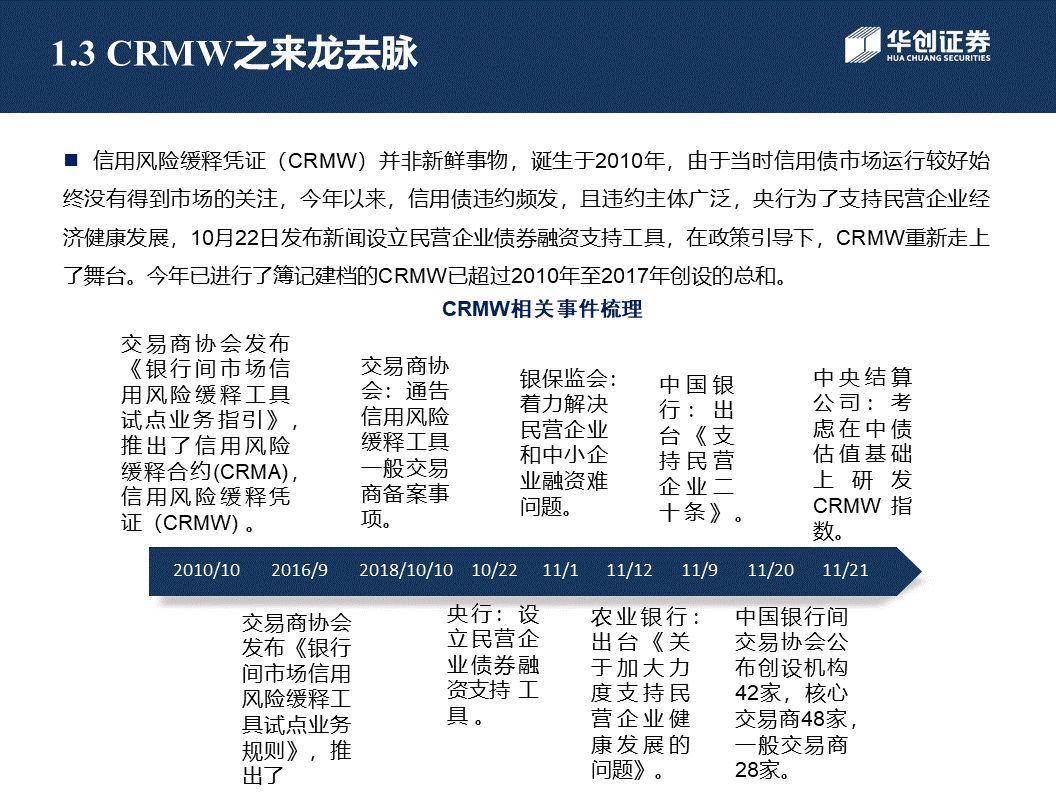 1.3 CRMW之来龙去脉
华创证券
HUA CHUANG SECURITIES
■ 信用风险缓释凭证（CRMW）并非新鲜事物，诞生于2010年，由于当时信用债市场运行较好始
终没有得到市场的关注，今年以来，信用债违约频发，且违约主体广泛，央行为了支持民营企业经
济健康发展，10月22日发布新闻设立民营企业债券融资支持工具，在政策引导下，CRMW重新走上
了舞台。今年已进行了簿记建档的CRMW已超过2010年至2017年创设的总和。
CRMW相关事件梳理
交易商协会发布
《银行间市场信
用风险缓释工具
试点业务指引》，
推出了信用风险
缓释合约(CRMA)，
信用风险缓释凭
证（CRMW) 。
交易商协
会：通告
信用风险
缓释工具
一般交易
商备案事
项。
银保监会：
着力解决
民营企业
和中小企
业融资难
问题。
中国银
行：出
台《支
持民营
企业二
十条》。
中央结算
公司：考
虑在中债
估值基础
上研发
CRMW指
数。
2010/10 2016/9 2018/10/10 10/22 11/1 11/12 11/9 11/20 11/21
交易商协会
发布《银行
间市场信用
风险缓释工
具试点业务
规则》，推
出了
央行：设
立民营企
业债券融
资支持工
具。
农业银行：
出台《关
于加大力
度支持民
营企业健
康发展的
问题》。
中国银行间
交易协会公
布创设机构
42家，核心
交易商48家，
一般交易商
28家。